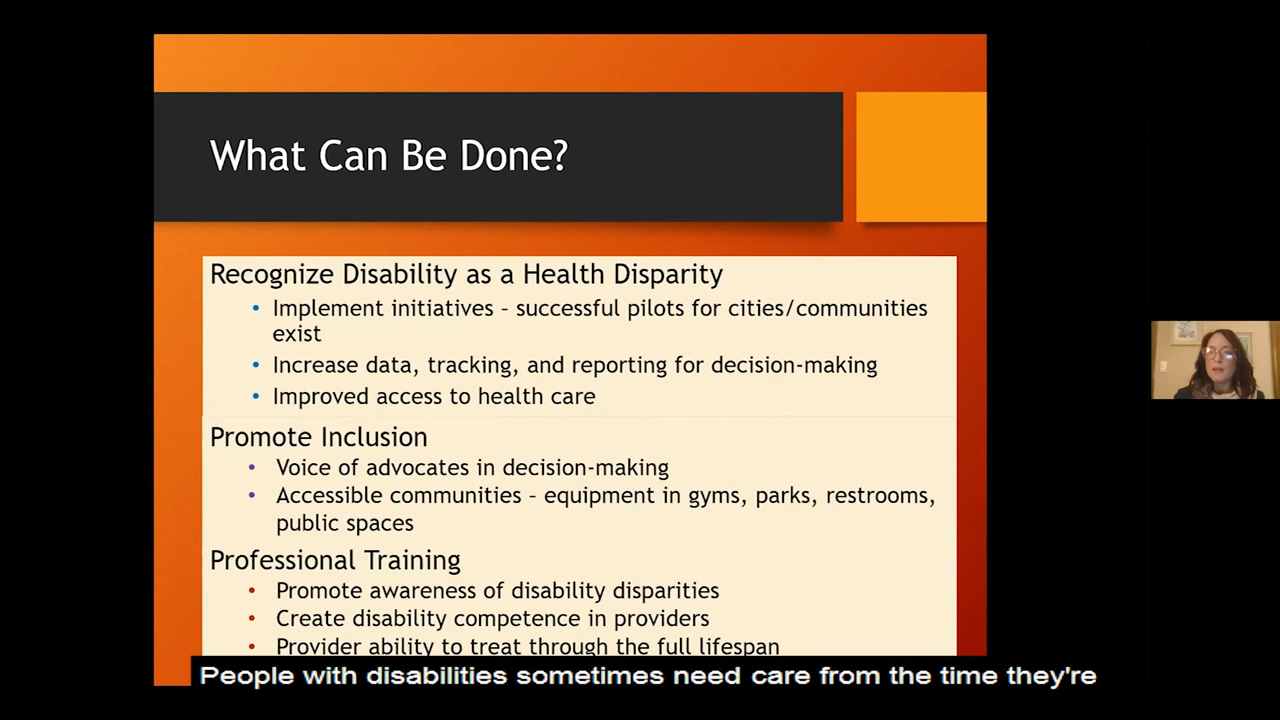 What Can Be Done?
Recognize Disability as a Health Disparity
• Implement initiatives – successful pilots for cities/communities
exist
• Increase data, tracking, and reporting for decision-making
• Improved access to health care
Promote Inclusion
• Voice of advocates in decision-making
• Accessible communities – equipment in gyms, parks, restrooms,
public spaces
Professional Training
• Promote awareness of disability disparities
• Create disability competence in providers
• Provider ability to treat through the full lifespan
People with disabilities sometimes need care from the time they're